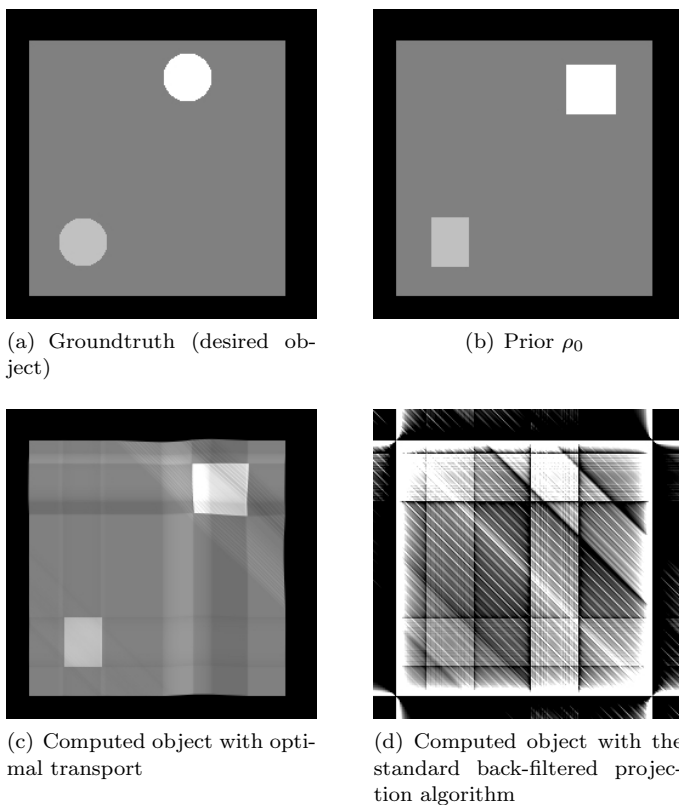 (a) Groundtruth (desired ob-
ject)
(b) Prior ρ₀
(c) Computed object with opti-
mal transport
(d) Computed object with the
standard back-filtered projec-
tion algorithm